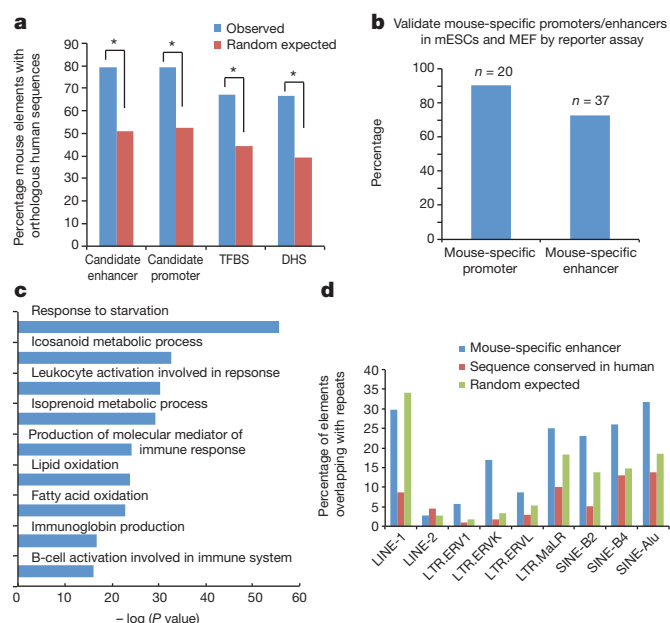 a
Observed
Random expected
Percentage mouse elements with
orthologous human sequences
90
80
70
60
50
40
30
20
10
0
*
*
*
*
Candidate
enhancer
Candidate
promoter
TFBS
DHS
b
Validate mouse-specific promoters/enhancers
in mESCs and MEF by reporter assay
Percentage
100
80
60
40
20
0
n = 20
n = 37
Mouse-specific
promoter
Mouse-specific
enhancer
c
Response to starvation
Icosanoid metabolic process
Leukocyte activation involved in repsonse
Isoprenoid metabolic process
Production of molecular mediator of
immune response
Lipid oxidation
Fatty acid oxidation
Immunoglobin production
B-cell activation involved in immune system
0 10 20 30 40 50 60
– log (P value)
d
Mouse-specific enhancer
Sequence conserved in human
Random expected
Percentage of elements
overlapping with repeats
40
35
30
25
20
15
10
5
0
LINE-1
LINE-2
LTR.ERV1
LTR.ERVK
LTR.ERVL
LTR.MaLR
SINE-B2
SINE-B4
SINE-Alu